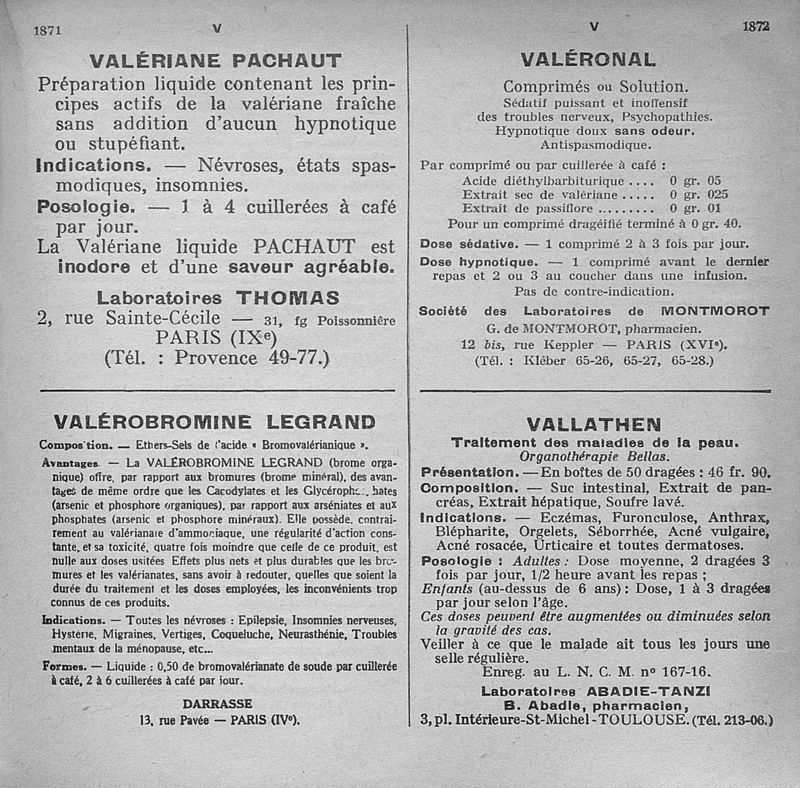 1871
V
VALÉRIANE PACHAUT
Préparation liquide contenant les prin-
cipes actifs de la valériane fraîche
sans addition d'aucun hypnotique
ou stupéfiant.
Indications. — Névroses, états spas-
modiques, insomnies.
Posologie. — 1 à 4 cuillerées à café
par jour.
La Valériane liquide PACHAUT est
inodore et d'une saveur agréable.
Laboratoires THOMAS
2, rue Sainte-Cécile — 31, fg Poissonnière
PARIS (IXe)
(Tél. : Provence 49-77.)
VALÉROBROMINE LEGRAND
Composition. — Ethers-Sels de l'acide « Bromovalérianique ».
Avantages. — La VALÉROBROMINE LEGRAND (brome orga-
nique) offre, par rapport aux bromures (brome minéral), des avan-
tages de même ordre que les Cacodylates et les Glycéroph hates
(arsenic et phosphore organiques), par rapport aux arséniates et aux
phosphates (arsenic et phosphore minéraux). Elle possède, contrai-
rement au valérianate d'ammoniaque, une régularité d'action cons-
tante, et sa toxicité, quatre fois moindre que celle de ce produit, est
nulle aux doses usitées Effets plus nets et plus durables que les bro-
mures et les valérianates, sans avoir à redouter, quelles que soient la
durée du traitement et les doses employées, les inconvénients trop
connus de ces produits.
Indications. — Toutes les névroses : Epilepsie, Insomnies nerveuses,
Hystérie, Migraines, Vertiges, Coqueluche, Neurasthénie, Troubles
mentaux de la ménopause, etc...
Formes. — Liquide : 0,50 de bromovalérianate de soude par cuillerée
à café, 2 à 6 cuillerées à café par jour.
DARRASSE
13, rue Pavée — PARIS (IVe).
V
1872
VALÉRONAL
Comprimés ou Solution.
Sédatif puissant et inoffensif
des troubles nerveux, Psychopathies.
Hypnotique doux sans odeur.
Antispasmodique.
Par comprimé ou par cuillerée à café :
Acide diéthylbarbiturique .... 0 gr. 05
Extrait sec de valériane ..... 0 gr. 025
Extrait de passiflore ......... 0 gr. 01
Pour un comprimé dragéifié terminé à 0 gr. 40.
Dose sédative. — 1 comprimé 2 à 3 fois par jour.
Dose hypnotique. — 1 comprimé avant le dernier
repas et 2 ou 3 au coucher dans une infusion.
Pas de contre-indication.
Société des Laboratoires de MONTMOROT
G. de MONTMOROT, pharmacien.
12 bis, rue Keppler — PARIS (XVIe).
(Tél. : Kléber 65-26, 65-27, 65-28.)
VALLATHEN
Traitement des maladies de la peau.
Organothérapie Bellas.
Présentation. — En boîtes de 50 dragées : 46 fr. 90.
Composition. — Suc intestinal, Extrait de pan-
créas, Extrait hépatique, Soufre lavé.
Indications. — Eczémas, Furonculose, Anthrax,
Blépharite, Orgelets, Séborrhée, Acné vulgaire,
Acné rosacée, Urticaire et toutes dermatoses.
Posologie : Adultes : Dose moyenne, 2 dragées 3
fois par jour, 1/2 heure avant les repas ;
Enfants (au-dessus de 6 ans) : Dose, 1 à 3 dragées
par jour selon l'âge.
Ces doses peuvent être augmentées ou diminuées selon
la gravité des cas.
Veiller à ce que le malade ait tous les jours une
selle régulière.
Enreg. au L. N. C. M. no 167-16.
Laboratoires ABADIE-TANZI
B. Abadie, pharmacien,
3, pl. Intérieure-St-Michel - TOULOUSE. (Tél. 213-06.)